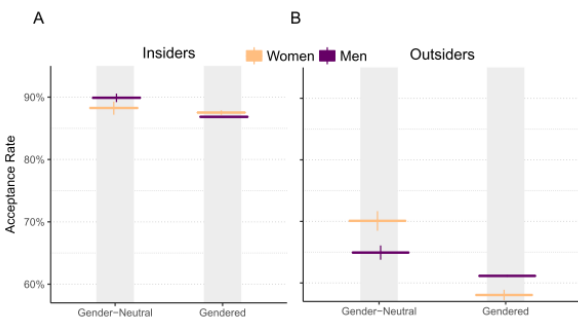 A
B
Insiders
Women
Men
Outsiders
Acceptance Rate
90%
80%
70%
60%
Gender−Neutral
Gendered
Gender−Neutral
Gendered